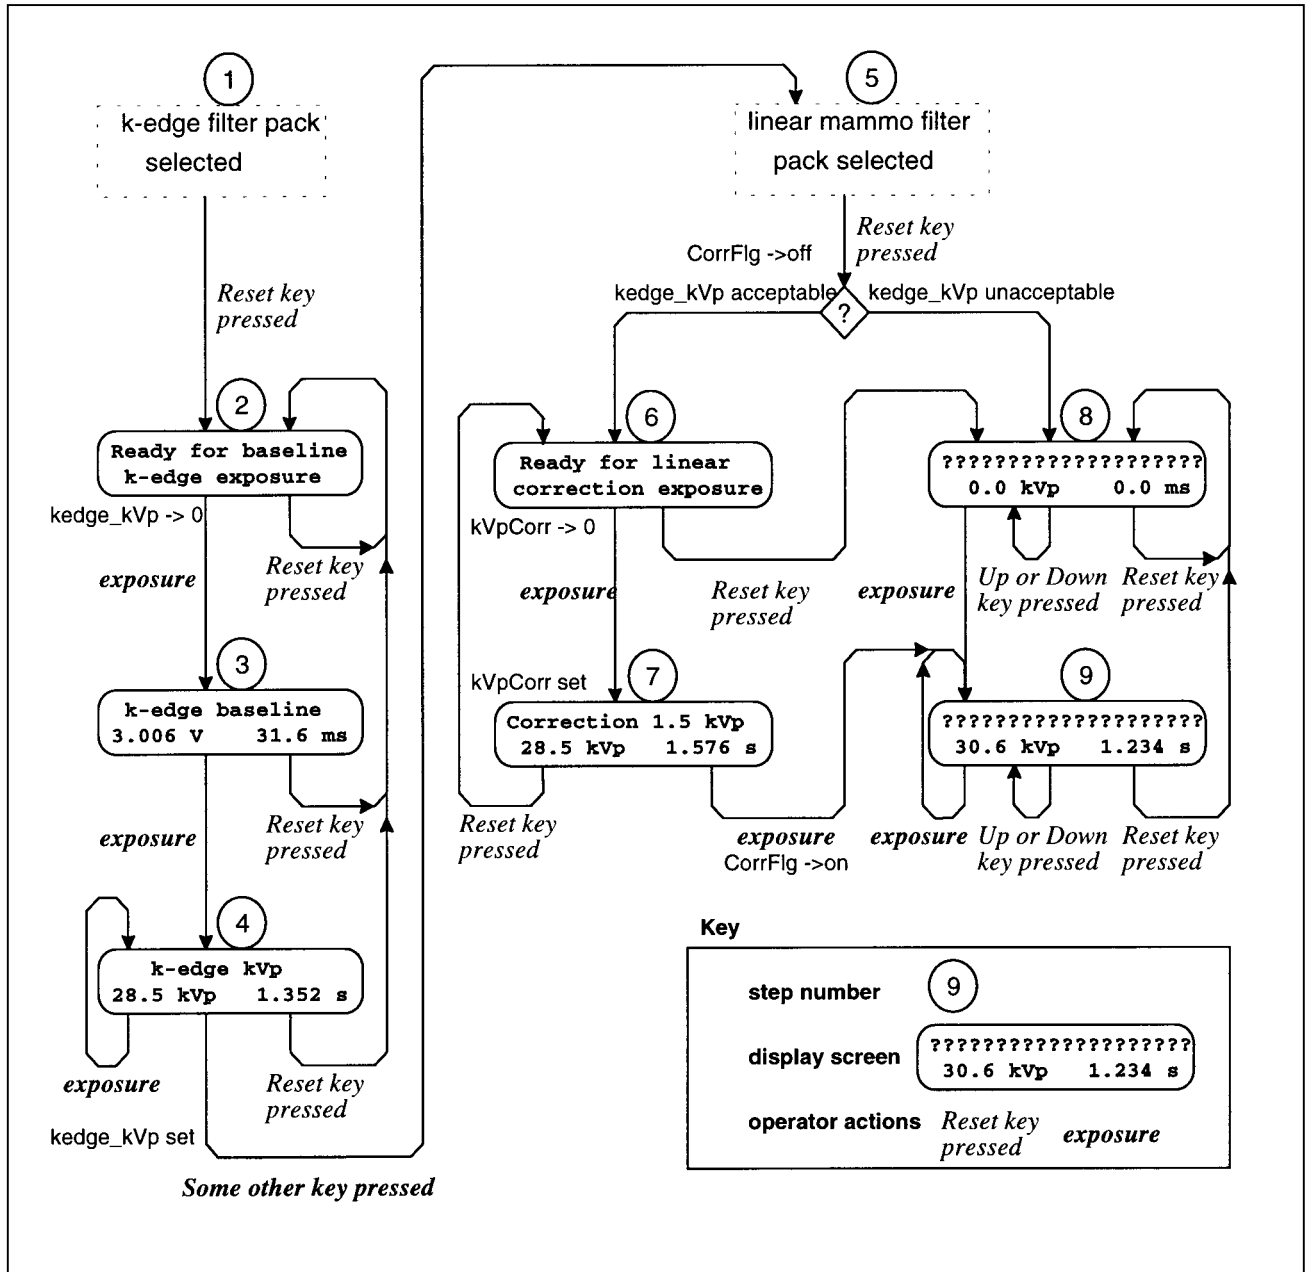 1
k-edge filter pack
selected
Reset key
pressed
2
Ready for baseline
k-edge exposure
kedge_kVp -> 0
exposure
Reset key
pressed
3
k-edge baseline
3.006 V 31.6 ms
exposure
Reset key
pressed
4
k-edge kVp
28.5 kVp 1.352 s
exposure
Reset key
pressed
kedge_kVp set
Some other key pressed
5
linear mammo filter
pack selected
Reset key
pressed
CorrFlg ->off
kedge_kVp acceptable
kedge_kVp unacceptable
?
6
Ready for linear
correction exposure
kVpCorr -> 0
exposure
Reset key
pressed
7
kVpCorr set
Correction 1.5 kVp
28.5 kVp 1.576 s
Reset key
pressed
exposure
CorrFlg ->on
8
????????????????????
0.0 kVp 0.0 ms
exposure
Up or Down
key pressed
Reset key
pressed
9
????????????????????
30.6 kVp 1.234 s
exposure
Up or Down
key pressed
Reset key
pressed
Key
step number
9
display screen
????????????????????
30.6 kVp 1.234 s
operator actions
Reset key
pressed
exposure